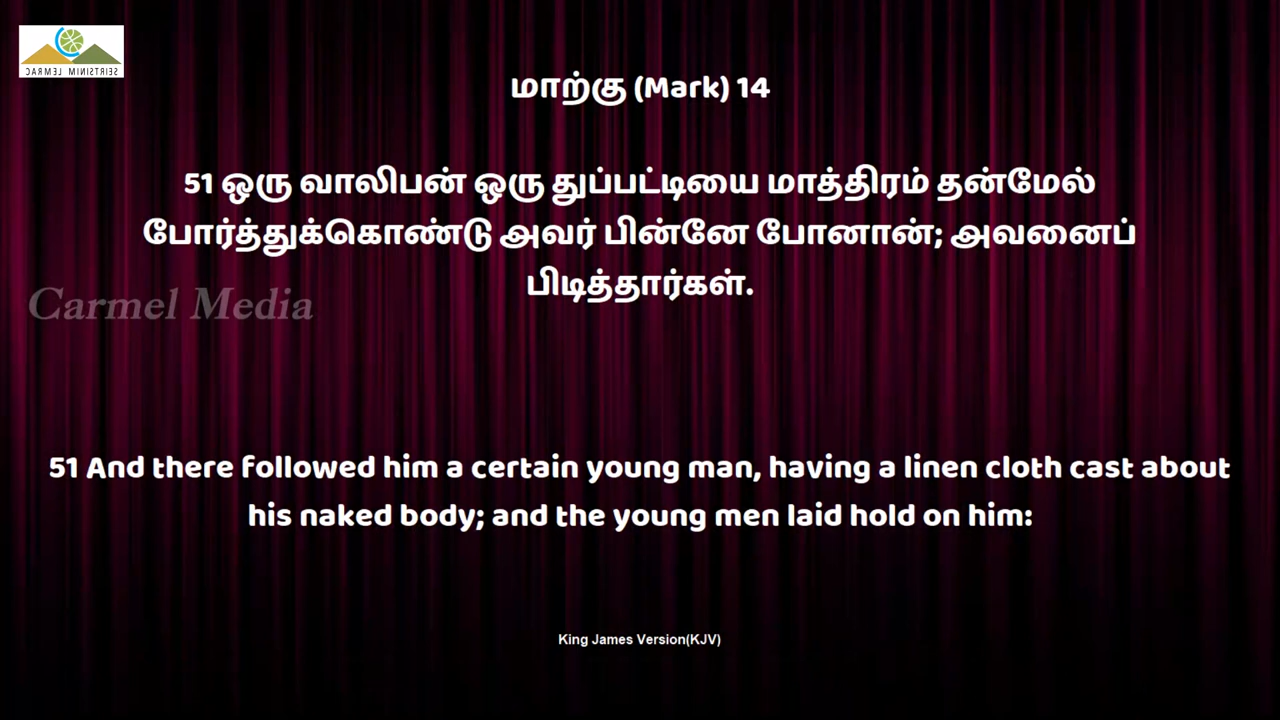 CARMEL MINISTRIES
மாற்கு (Mark) 14
51 ஒரு வாலிபன் ஒரு துப்பட்டியை மாத்திரம் தன்மேல்
போர்த்துக்கொண்டு அவர் பின்னே போனான்; அவனைப்
பிடித்தார்கள்.
Carmel Media
51 And there followed him a certain young man, having a linen cloth cast about
his naked body; and the young men laid hold on him:
King James Version(KJV)